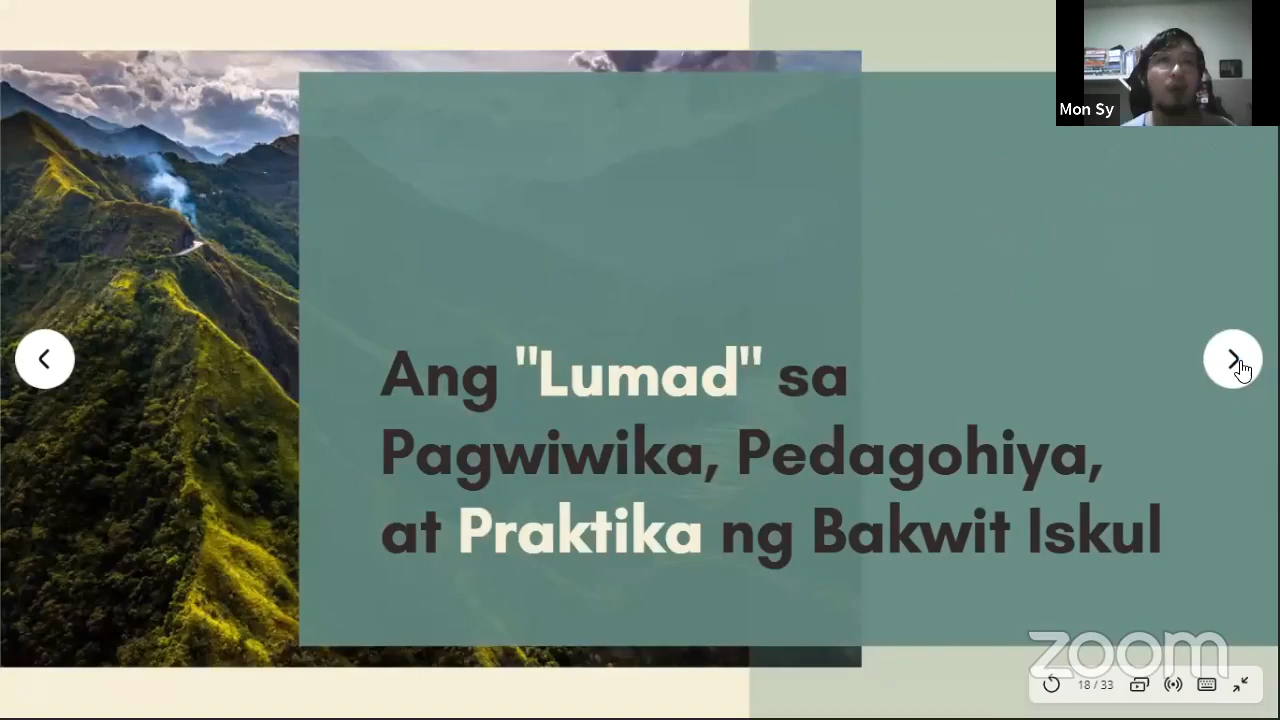 Mon Sy
Ang "Lumad" sa
Pagwiwika, Pedagohiya,
at Praktika ng Bakwit Iskul
zoom
18 / 33